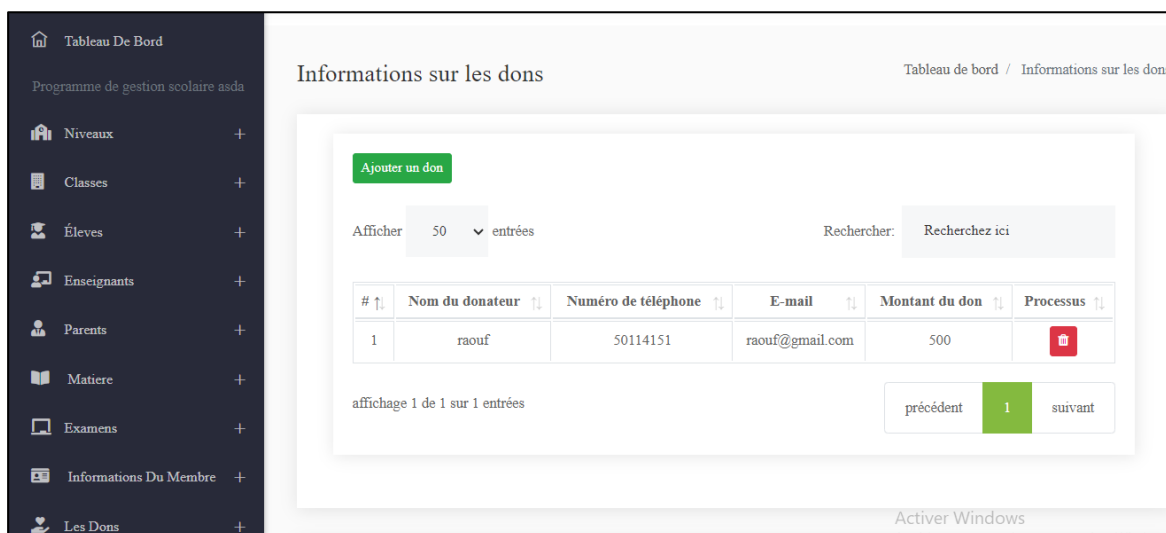 Tableau De Bord
Programme de gestion scolaire asda
Niveaux
Classes
Éleves
Enseignants
Parents
Matiere
Examens
Informations Du Membre
Les Dons
Informations sur les dons
Tableau de bord / Informations sur les dons
Ajouter un don
Afficher 50 entrées
Rechercher: Recherchez ici
# Nom du donateur Numéro de téléphone E-mail Montant du don Processus
1 raouf 50114151 raouf@gmail.com 500
affichage 1 de 1 sur 1 entrées
précédent 1 suivant
Activer Windows